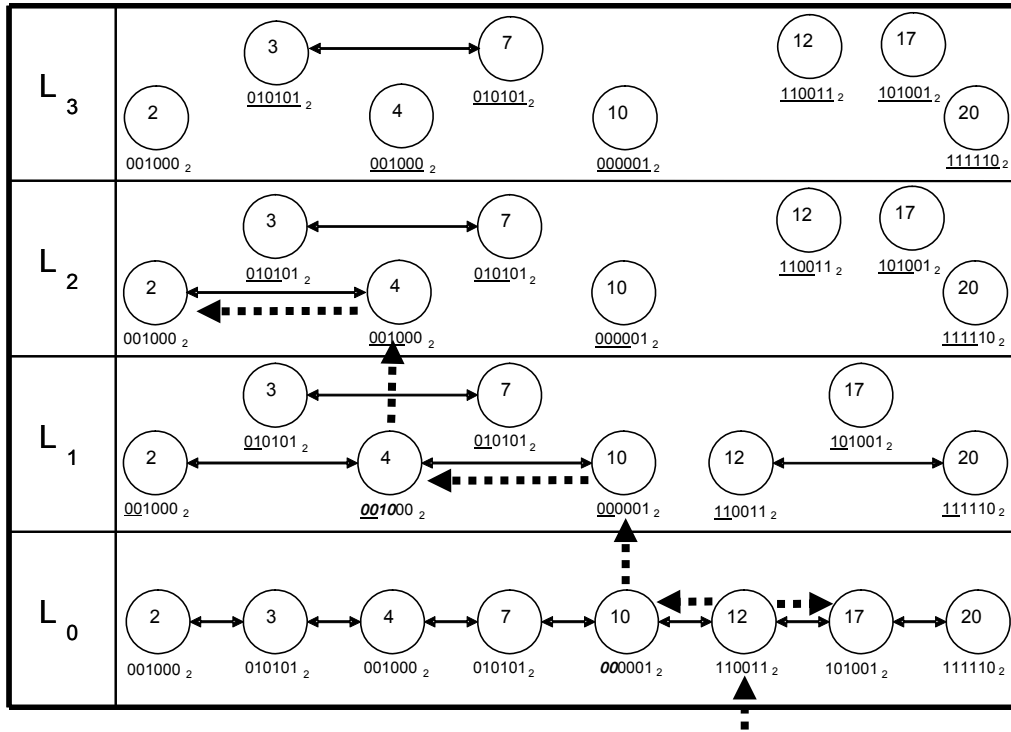 L 3
3 7 12 17
010101 2 010101 2 110011 2 101001 2
2 4 10 20
001000 2 001000 2 000001 2 111110 2
L 2
3 7 12 17
010101 2 010101 2 110011 2 101001 2
2 4 10 20
001000 2 001000 2 000001 2 111110 2
L 1
3 7 17
010101 2 010101 2 101001 2
2 4 10 12 20
001000 2 001000 2 000001 2 110011 2 111110 2
L 0
2 3 4 7 10 12 17 20
001000 2 010101 2 001000 2 010101 2 000001 2 110011 2 101001 2 111110 2